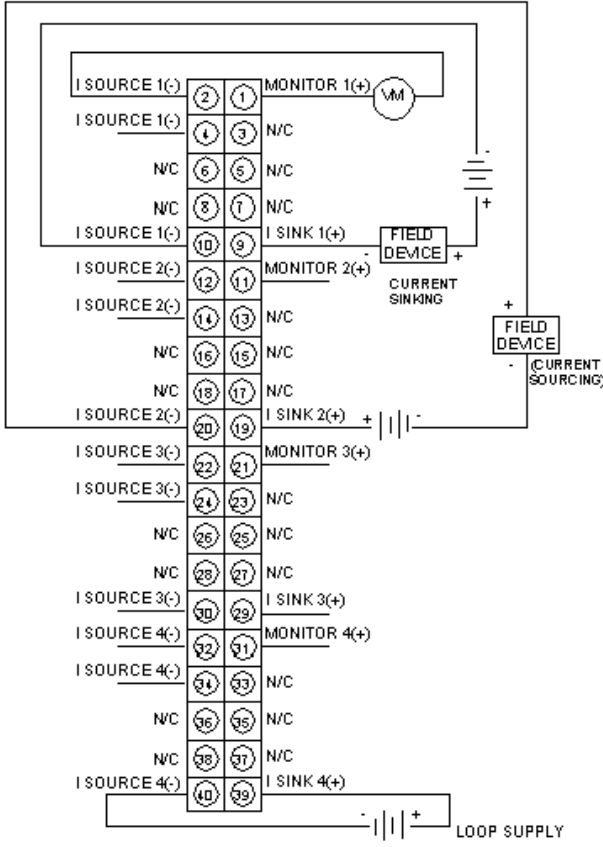 I SOURCE 1(-) 2 1 MONITOR 1(+) VM
I SOURCE 1(-) 4 3 N/C
N/C 6 5 N/C
-
N/C 8 7 N/C
+
I SOURCE 1(-) 10 9 I SINK 1(+) FIELD
DEVICE
- +
I SOURCE 2(-) 12 11 MONITOR 2(+)
CURRENT
SINKING
I SOURCE 2(-) 14 13 N/C
+
FIELD
DEVICE
N/C 16 15 N/C
- (CURRENT
SOURCING)
N/C 18 17 N/C
I SOURCE 2(-) 20 19 I SINK 2(+) + -
I SOURCE 3(-) 22 21 MONITOR 3(+)
I SOURCE 3(-) 24 23 N/C
N/C 26 25 N/C
N/C 28 27 N/C
I SOURCE 3(-) 30 29 I SINK 3(+)
I SOURCE 4(-) 32 31 MONITOR 4(+)
I SOURCE 4(-) 34 33 N/C
N/C 36 35 N/C
N/C 38 37 N/C
I SOURCE 4(-) 40 39 I SINK 4(+)
- + LOOP SUPPLY